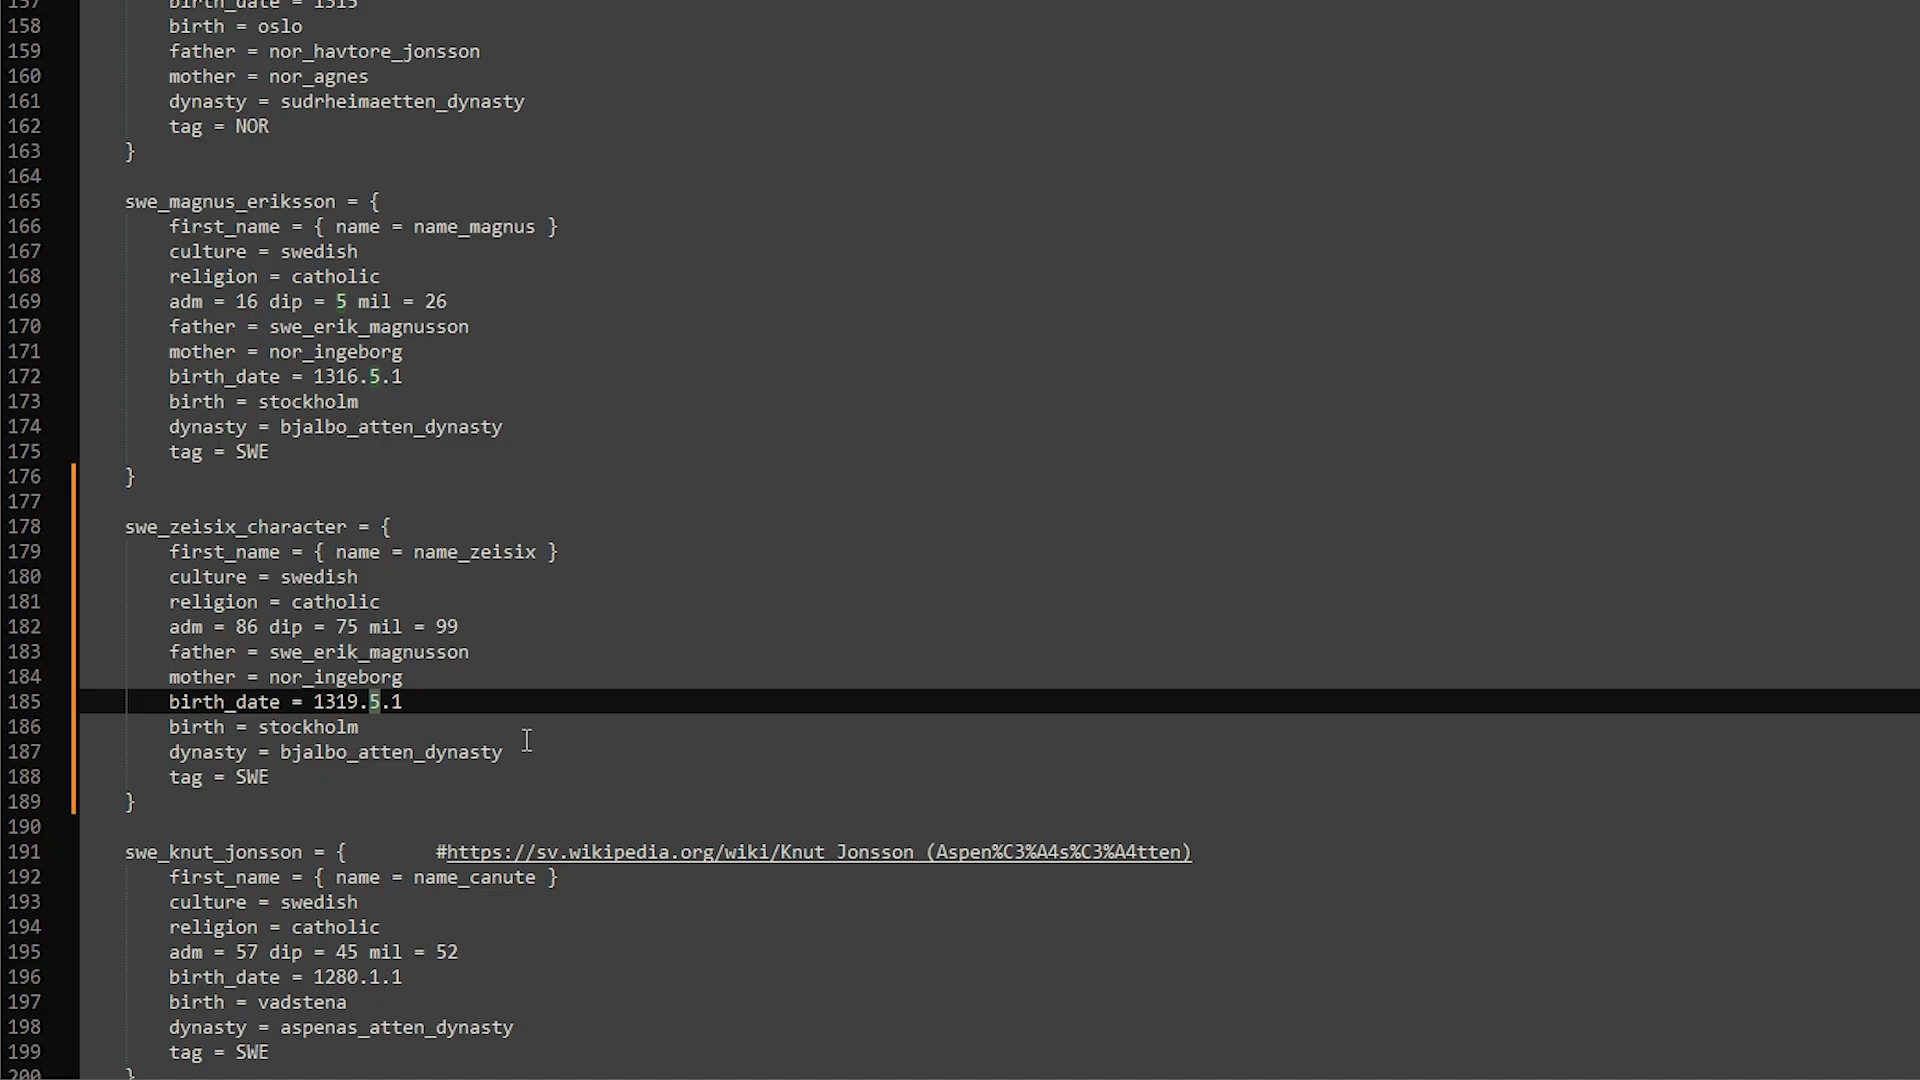 157 birth_date = 1315
158 birth = oslo
159 father = nor_havtore_jonsson
160 mother = nor_agnes
161 dynasty = sudrheimaetten_dynasty
162 tag = NOR
163 }
164
165 swe_magnus_eriksson = {
166 first_name = { name = name_magnus }
167 culture = swedish
168 religion = catholic
169 adm = 16 dip = 5 mil = 26
170 father = swe_erik_magnusson
171 mother = nor_ingeborg
172 birth_date = 1316.5.1
173 birth = stockholm
174 dynasty = bjalbo_atten_dynasty
175 tag = SWE
176 }
177
178 swe_zeisix_character = {
179 first_name = { name = name_zeisix }
180 culture = swedish
181 religion = catholic
182 adm = 86 dip = 75 mil = 99
183 father = swe_erik_magnusson
184 mother = nor_ingeborg
185 birth_date = 1319.5.1
186 birth = stockholm
187 dynasty = bjalbo_atten_dynasty
188 tag = SWE
189 }
190
191 swe_knut_jonsson = { #https://sv.wikipedia.org/wiki/Knut_Jonsson_(Aspen%C3%A4s%C3%A4tten)
192 first_name = { name = name_canute }
193 culture = swedish
194 religion = catholic
195 adm = 57 dip = 45 mil = 52
196 birth_date = 1280.1.1
197 birth = vadstena
198 dynasty = aspenas_atten_dynasty
199 tag = SWE
200 }